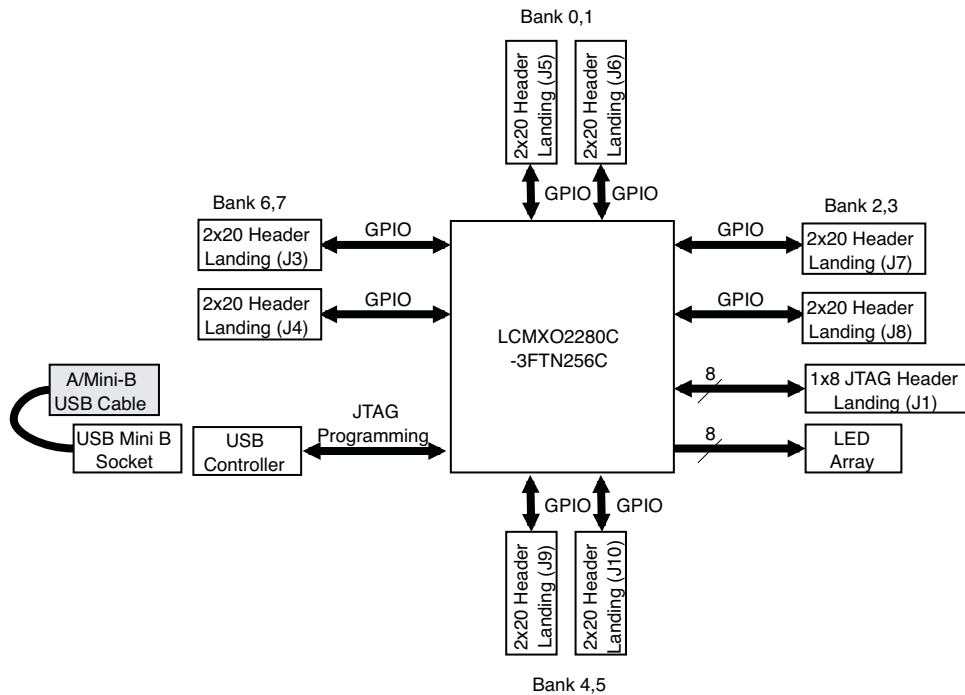 Bank 0,1
2x20 Header
Landing (J5)
2x20 Header
Landing (J6)
GPIO
GPIO
Bank 6,7
2x20 Header
Landing (J3)
GPIO
2x20 Header
Landing (J4)
GPIO
Bank 2,3
GPIO
2x20 Header
Landing (J7)
GPIO
2x20 Header
Landing (J8)
LCMXO2280C
-3FTN256C
8
1x8 JTAG Header
Landing (J1)
8
LED
Array
A/Mini-B
USB Cable
USB Mini B
Socket
USB
Controller
JTAG
Programming
GPIO
GPIO
2x20 Header
Landing (J9)
2x20 Header
Landing (J10)
Bank 4,5